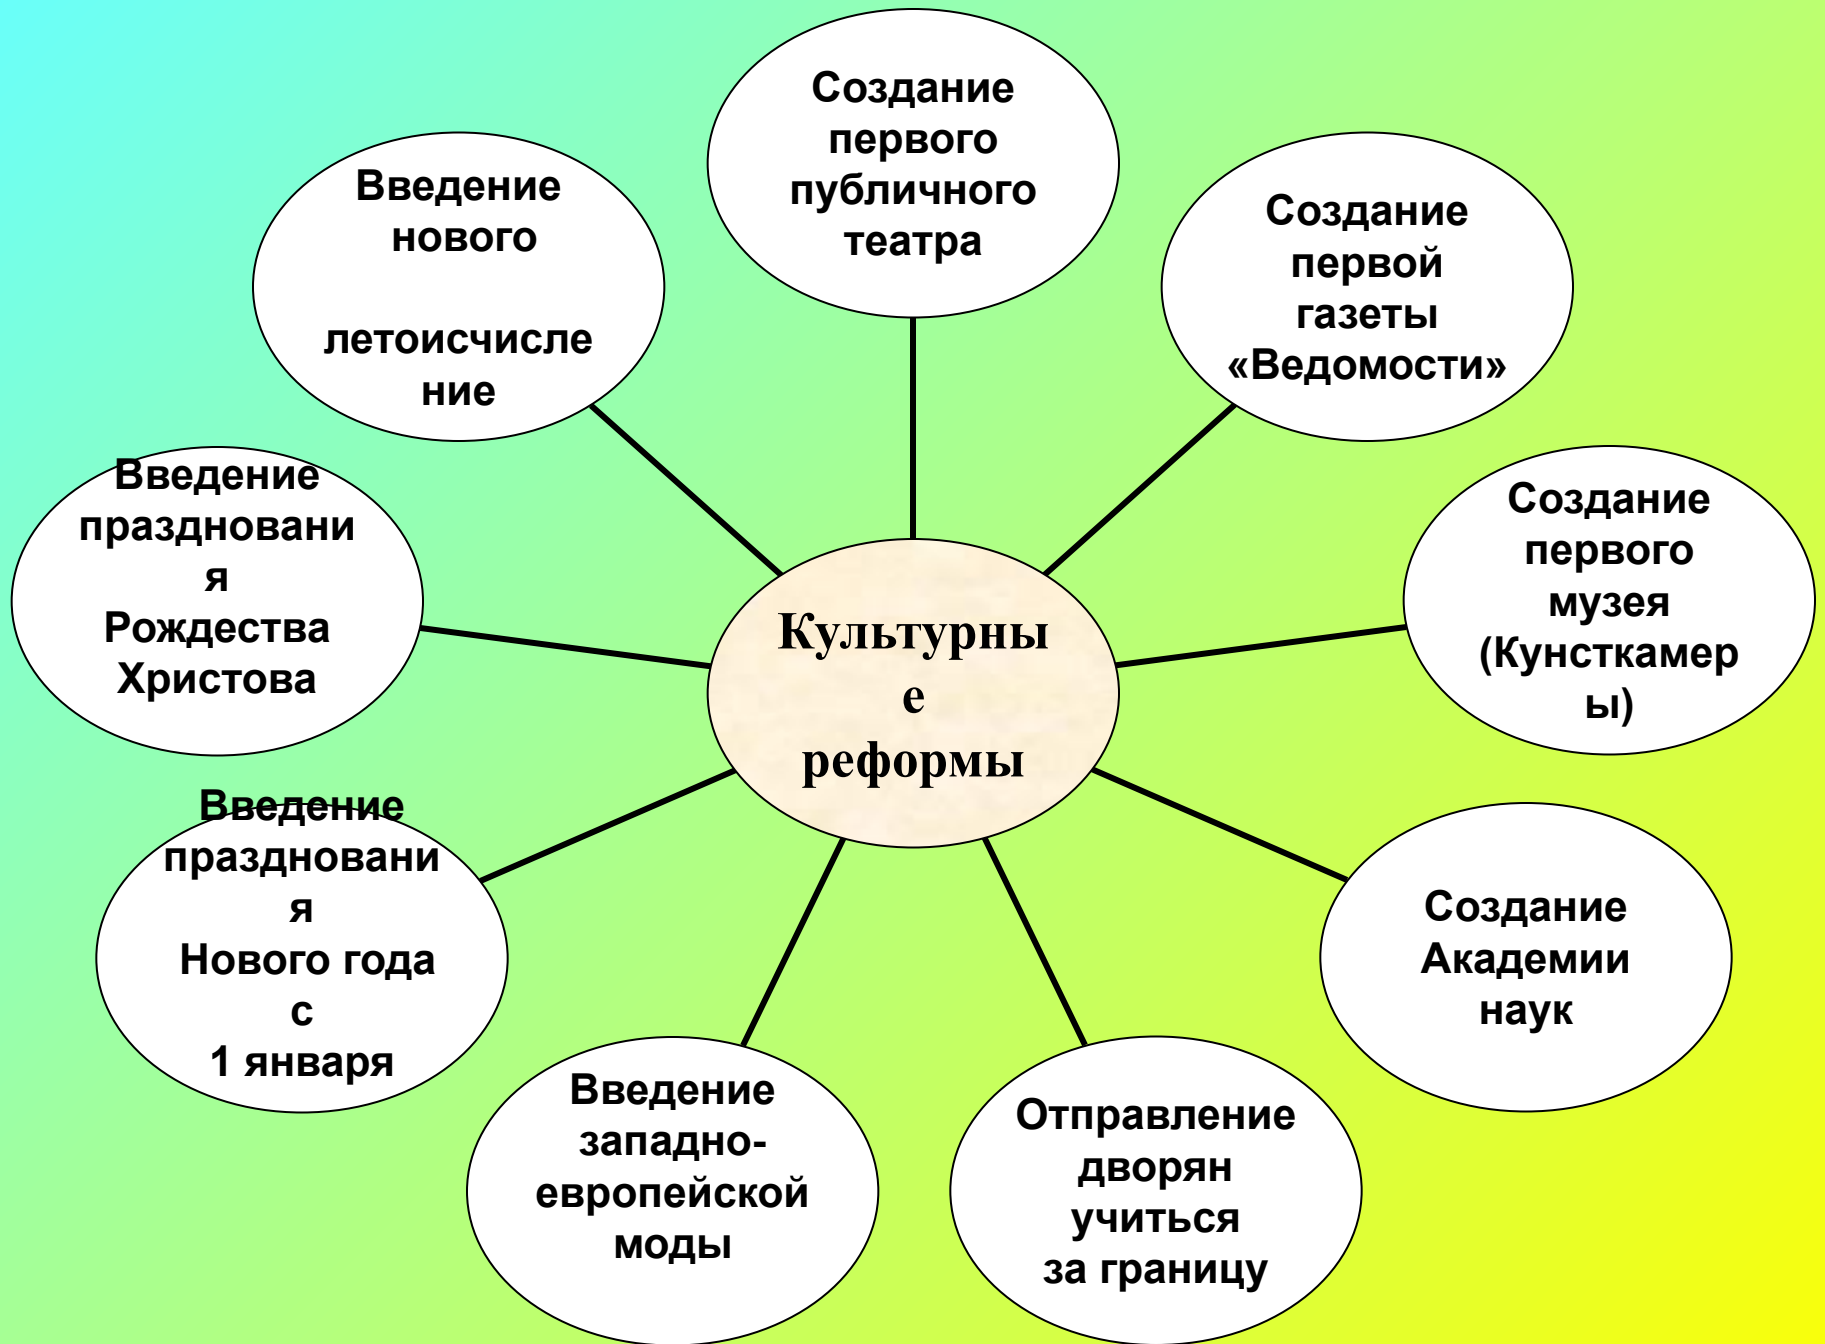 Создание
первого
публичного
театра
Создание
первой
газеты
«Ведомости»
Создание
первого
музея
(Кунсткамер
ы)
Создание
Академии
наук
Отправление
дворян
учиться
за границу
Введение
западно-
европейской
моды
Введение
праздновани
я
Нового года
с
1 января
Введение
праздновани
я
Рождества
Христова
Введение
нового
летоисчисле
ние
Культурны
е
реформы